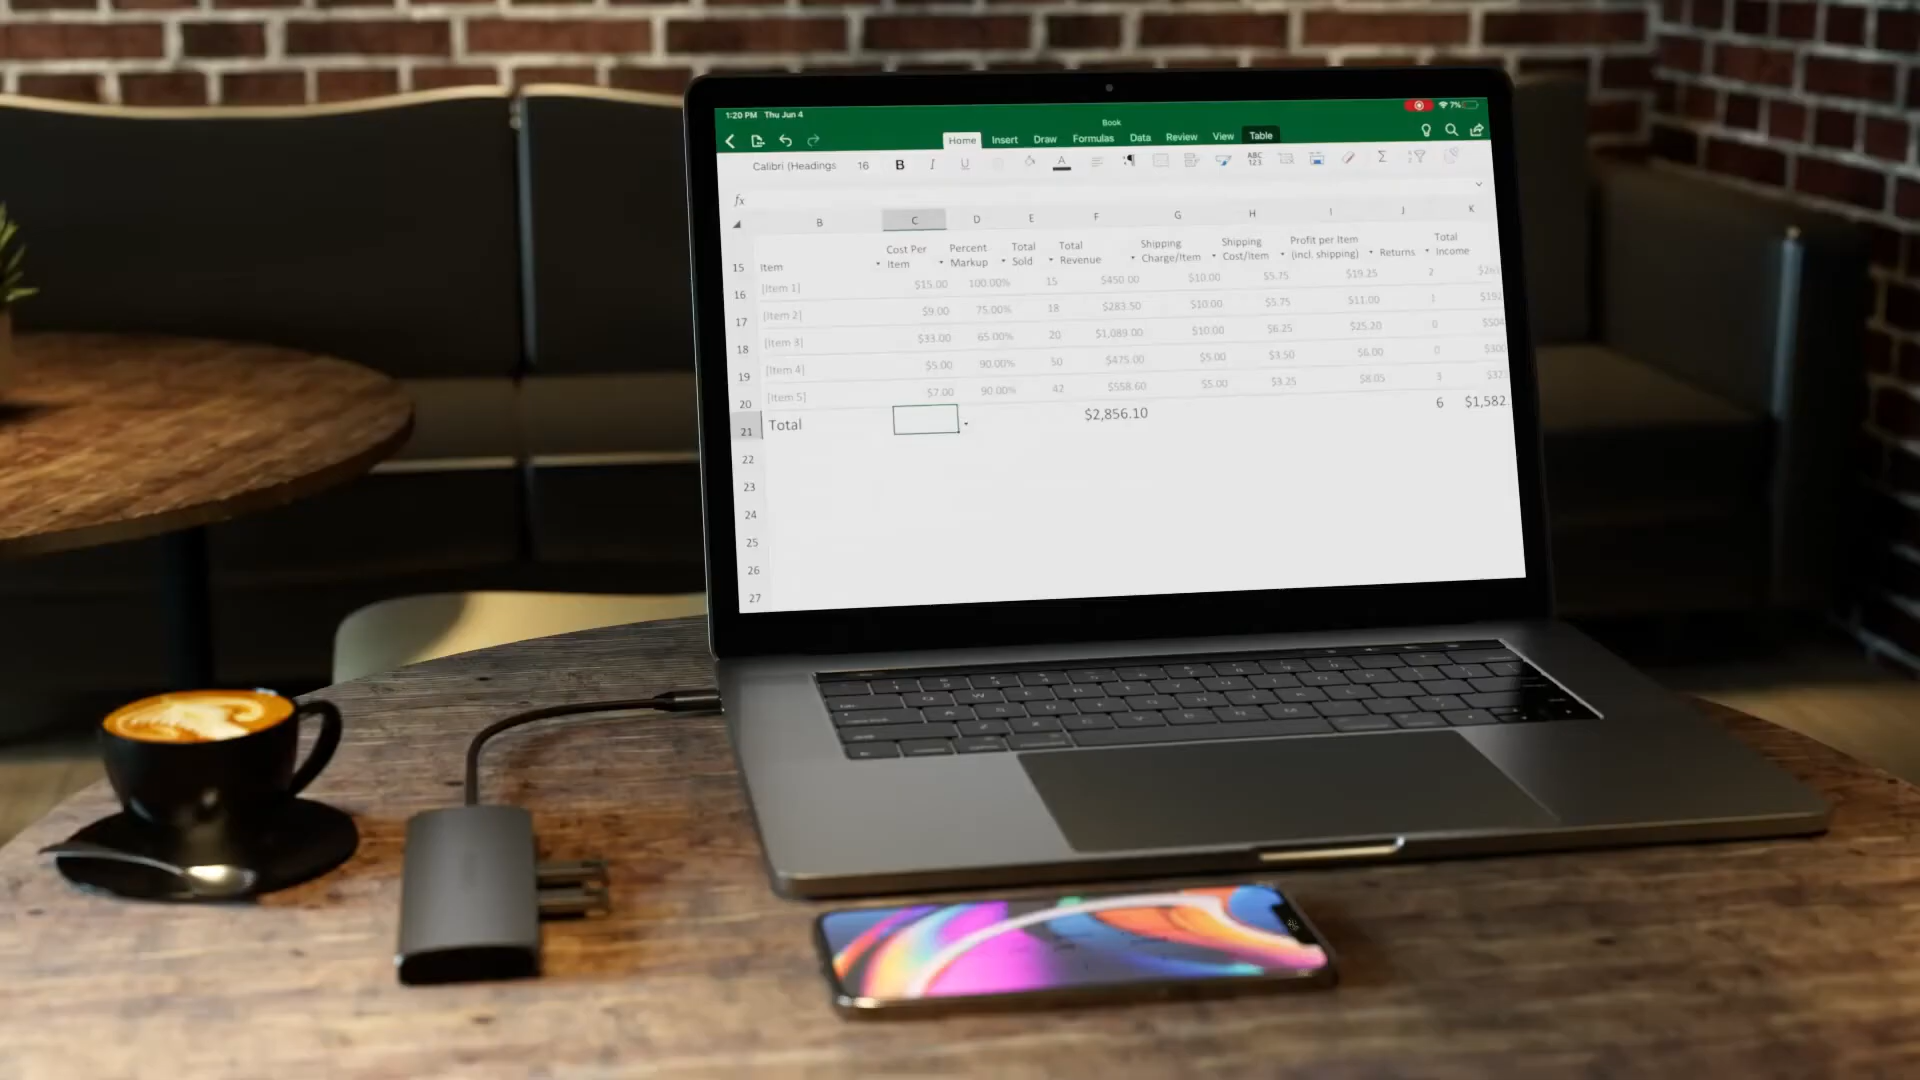 1:20 PM Thu Jun 4 7%
Book
Home Insert Draw Formulas Data Review View Table
Calibri (Headings 16 B I U A ABC 123 Σ
fx
B C D E F G H I J K
15 Item Cost Per Item Percent Markup Total Sold Total Revenue Shipping Charge/Item Shipping Cost/Item Profit per Item (incl. shipping) Returns Total Income
16 [Item 1] $15.00 100.00% 15 $450.00 $10.00 $5.75 $19.25 2
17 [Item 2] $9.00 75.00% 18 $283.50 $10.00 $5.75 $11.00 1 $192
18 [Item 3] $33.00 65.00% 20 $1,089.00 $10.00 $6.25 $25.20 0 $504
19 [Item 4] $5.00 90.00% 50 $475.00 $5.00 $3.50 $6.00 0 $300
20 [Item 5] $7.00 90.00% 42 $558.60 $5.00 $3.25 $8.05 3
21 Total $2,856.10 6 $1,582
22
23
24
25
26
27